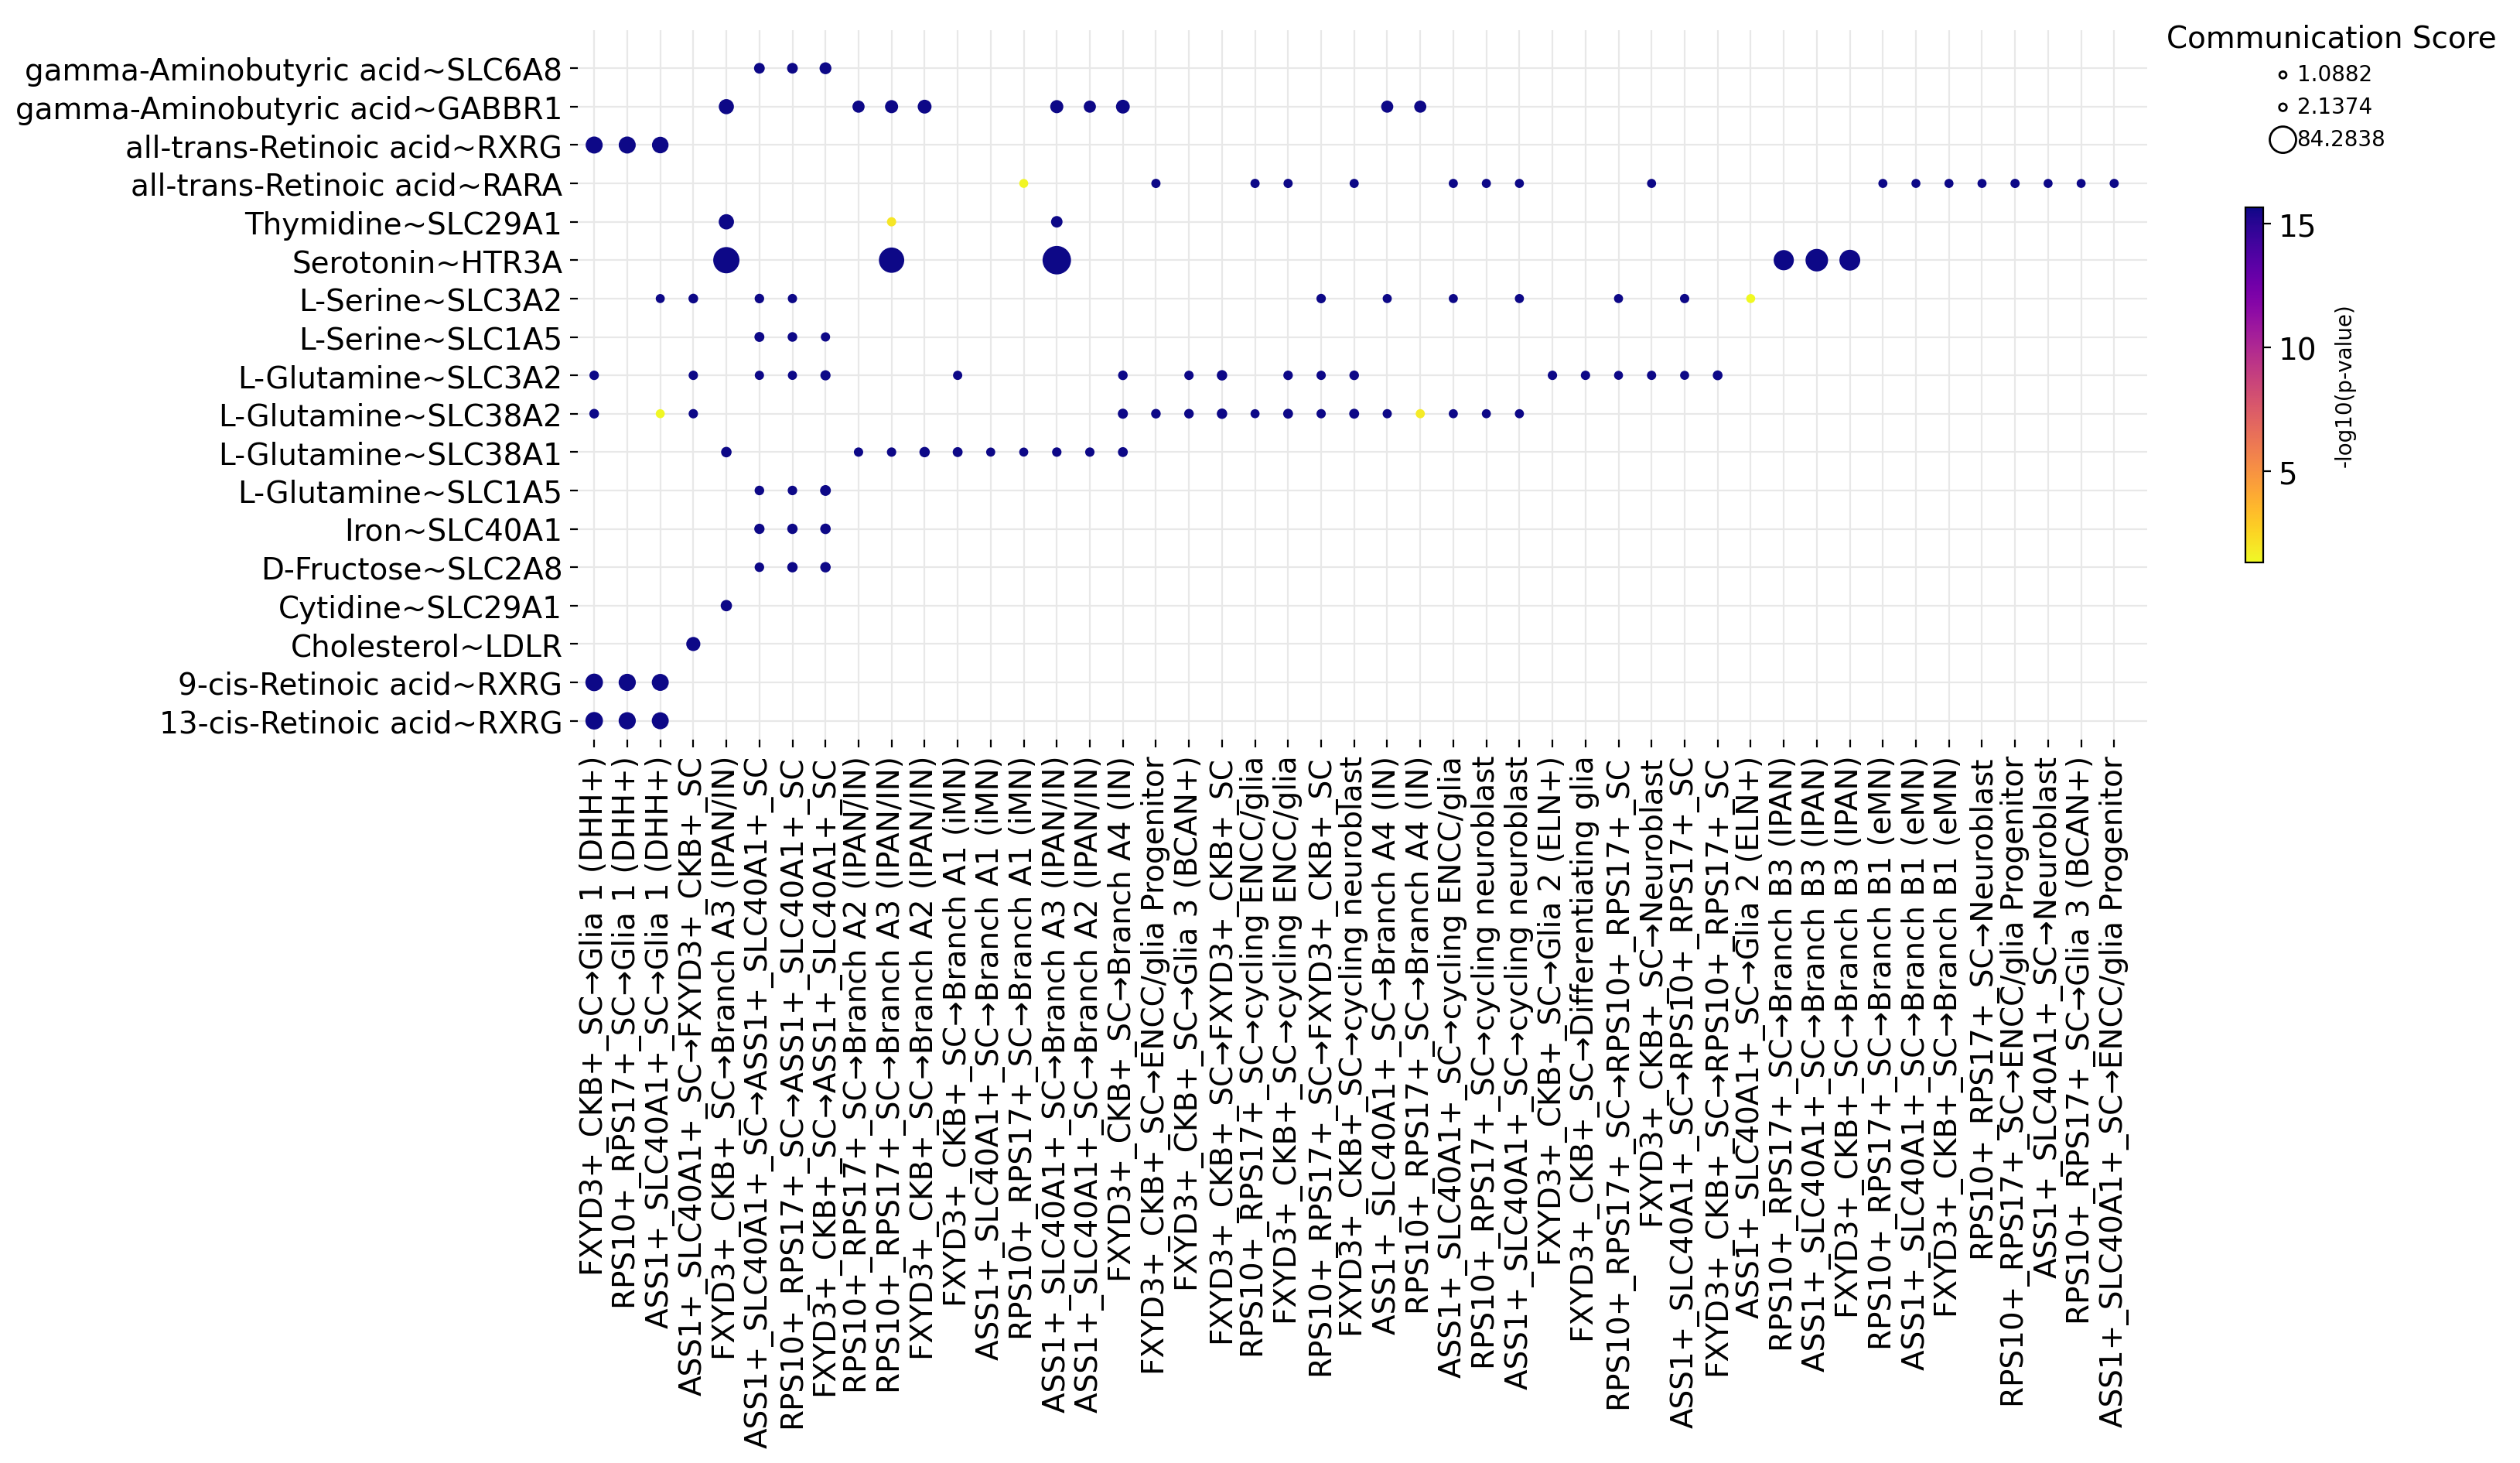 gamma-Aminobutyric acid~SLC6A8
gamma-Aminobutyric acid~GABBR1
all-trans-Retinoic acid~RXRG
all-trans-Retinoic acid~RARA
Thymidine~SLC29A1
Serotonin~HTR3A
L-Serine~SLC3A2
L-Serine~SLC1A5
L-Glutamine~SLC3A2
L-Glutamine~SLC38A2
L-Glutamine~SLC38A1
L-Glutamine~SLC1A5
Iron~SLC40A1
D-Fructose~SLC2A8
Cytidine~SLC29A1
Cholesterol~LDLR
9-cis-Retinoic acid~RXRG
13-cis-Retinoic acid~RXRG
FXYD3+_CKB+_SC→Glia 1 (DHH+)
RPS10+_RPS17+_SC→Glia 1 (DHH+)
ASS1+_SLC40A1+_SC→Glia 1 (DHH+)
ASS1+_SLC40A1+_SC→FXYD3+_CKB+_SC
FXYD3+_CKB+_SC→Branch A3 (IPAN/IN)
ASS1+_SLC40A1+_SC→ASS1+_SLC40A1+_SC
RPS10+_RPS17+_SC→ASS1+_SLC40A1+_SC
FXYD3+_CKB+_SC→ASS1+_SLC40A1+_SC
RPS10+_RPS17+_SC→Branch A2 (IPAN/IN)
RPS10+_RPS17+_SC→Branch A3 (IPAN/IN)
FXYD3+_CKB+_SC→Branch A2 (IPAN/IN)
FXYD3+_CKB+_SC→Branch A1 (iMN)
ASS1+_SLC40A1+_SC→Branch A1 (iMN)
RPS10+_RPS17+_SC→Branch A1 (iMN)
ASS1+_SLC40A1+_SC→Branch A3 (IPAN/IN)
ASS1+_SLC40A1+_SC→Branch A2 (IPAN/IN)
FXYD3+_CKB+_SC→Branch A4 (IN)
FXYD3+_CKB+_SC→ENCC/glia Progenitor
FXYD3+_CKB+_SC→Glia 3 (BCAN+)
FXYD3+_CKB+_SC→FXYD3+_CKB+_SC
RPS10+_RPS17+_SC→cycling ENCC/glia
FXYD3+_CKB+_SC→cycling ENCC/glia
RPS10+_RPS17+_SC→FXYD3+_CKB+_SC
FXYD3+_CKB+_SC→cycling neuroblast
ASS1+_SLC40A1+_SC→Branch A4 (IN)
RPS10+_RPS17+_SC→Branch A4 (IN)
ASS1+_SLC40A1+_SC→cycling ENCC/glia
RPS10+_RPS17+_SC→cycling neuroblast
ASS1+_SLC40A1+_SC→cycling neuroblast
FXYD3+_CKB+_SC→Glia 2 (ELN+)
FXYD3+_CKB+_SC→Differentiating glia
RPS10+_RPS17+_SC→RPS10+_RPS17+_SC
FXYD3+_CKB+_SC→Neuroblast
ASS1+_SLC40A1+_SC→RPS10+_RPS17+_SC
FXYD3+_CKB+_SC→RPS10+_RPS17+_SC
ASS1+_SLC40A1+_SC→Glia 2 (ELN+)
RPS10+_RPS17+_SC→Branch B3 (IPAN)
ASS1+_SLC40A1+_SC→Branch B3 (IPAN)
FXYD3+_CKB+_SC→Branch B3 (IPAN)
RPS10+_RPS17+_SC→Branch B1 (eMN)
ASS1+_SLC40A1+_SC→Branch B1 (eMN)
FXYD3+_CKB+_SC→Branch B1 (eMN)
RPS10+_RPS17+_SC→Neuroblast
RPS10+_RPS17+_SC→ENCC/glia Progenitor
ASS1+_SLC40A1+_SC→Neuroblast
RPS10+_RPS17+_SC→Glia 3 (BCAN+)
ASS1+_SLC40A1+_SC→ENCC/glia Progenitor
Communication Score
1.0882
2.1374
84.2838
15
10
5
-log10(p-value)